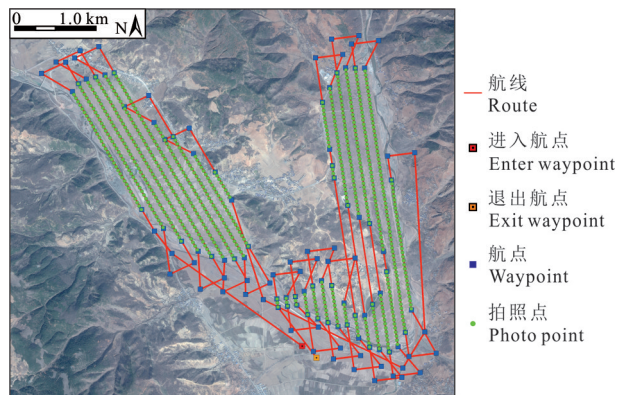 0 1.0 km
N
航线
Route
进入航点
Enter waypoint
退出航点
Exit waypoint
航点
Waypoint
拍照点
Photo point